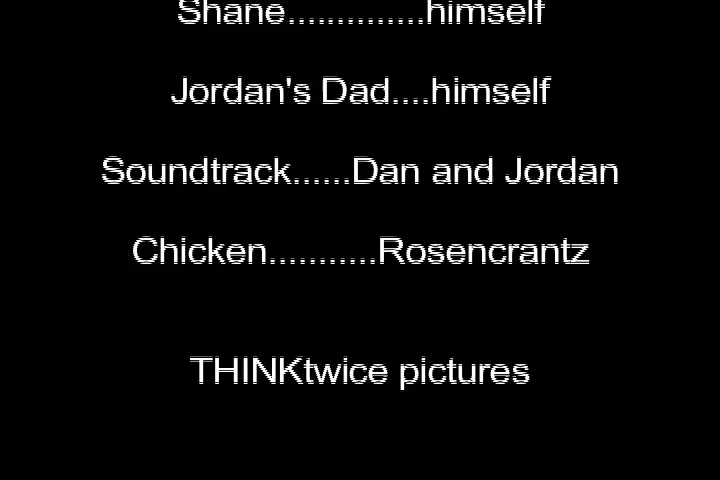 Shane..............himself
Jordan's Dad....himself
Soundtrack......Dan and Jordan
Chicken...........Rosencrantz
THINKtwice pictures